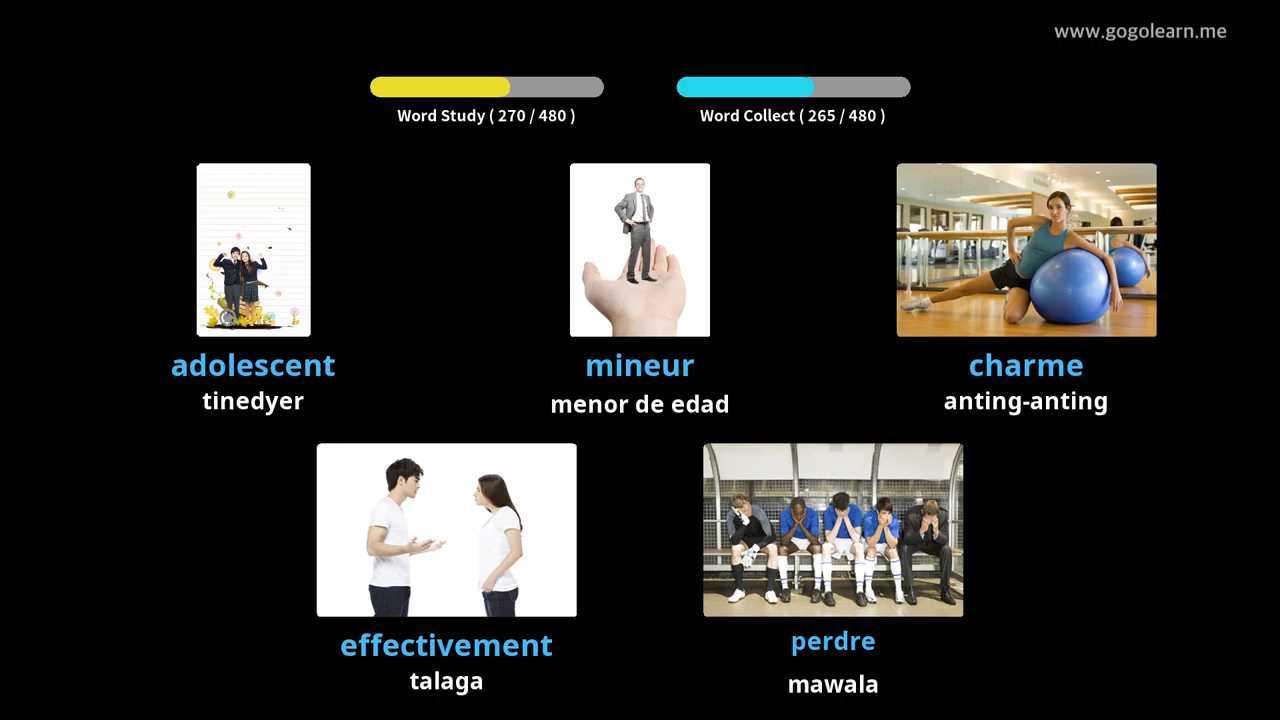 www.gogolearn.me
Word Study ( 270 / 480 )
Word Collect ( 265 / 480 )
adolescent
tinedyer
mineur
menor de edad
charme
anting-anting
effectivement
talaga
perdre
mawala